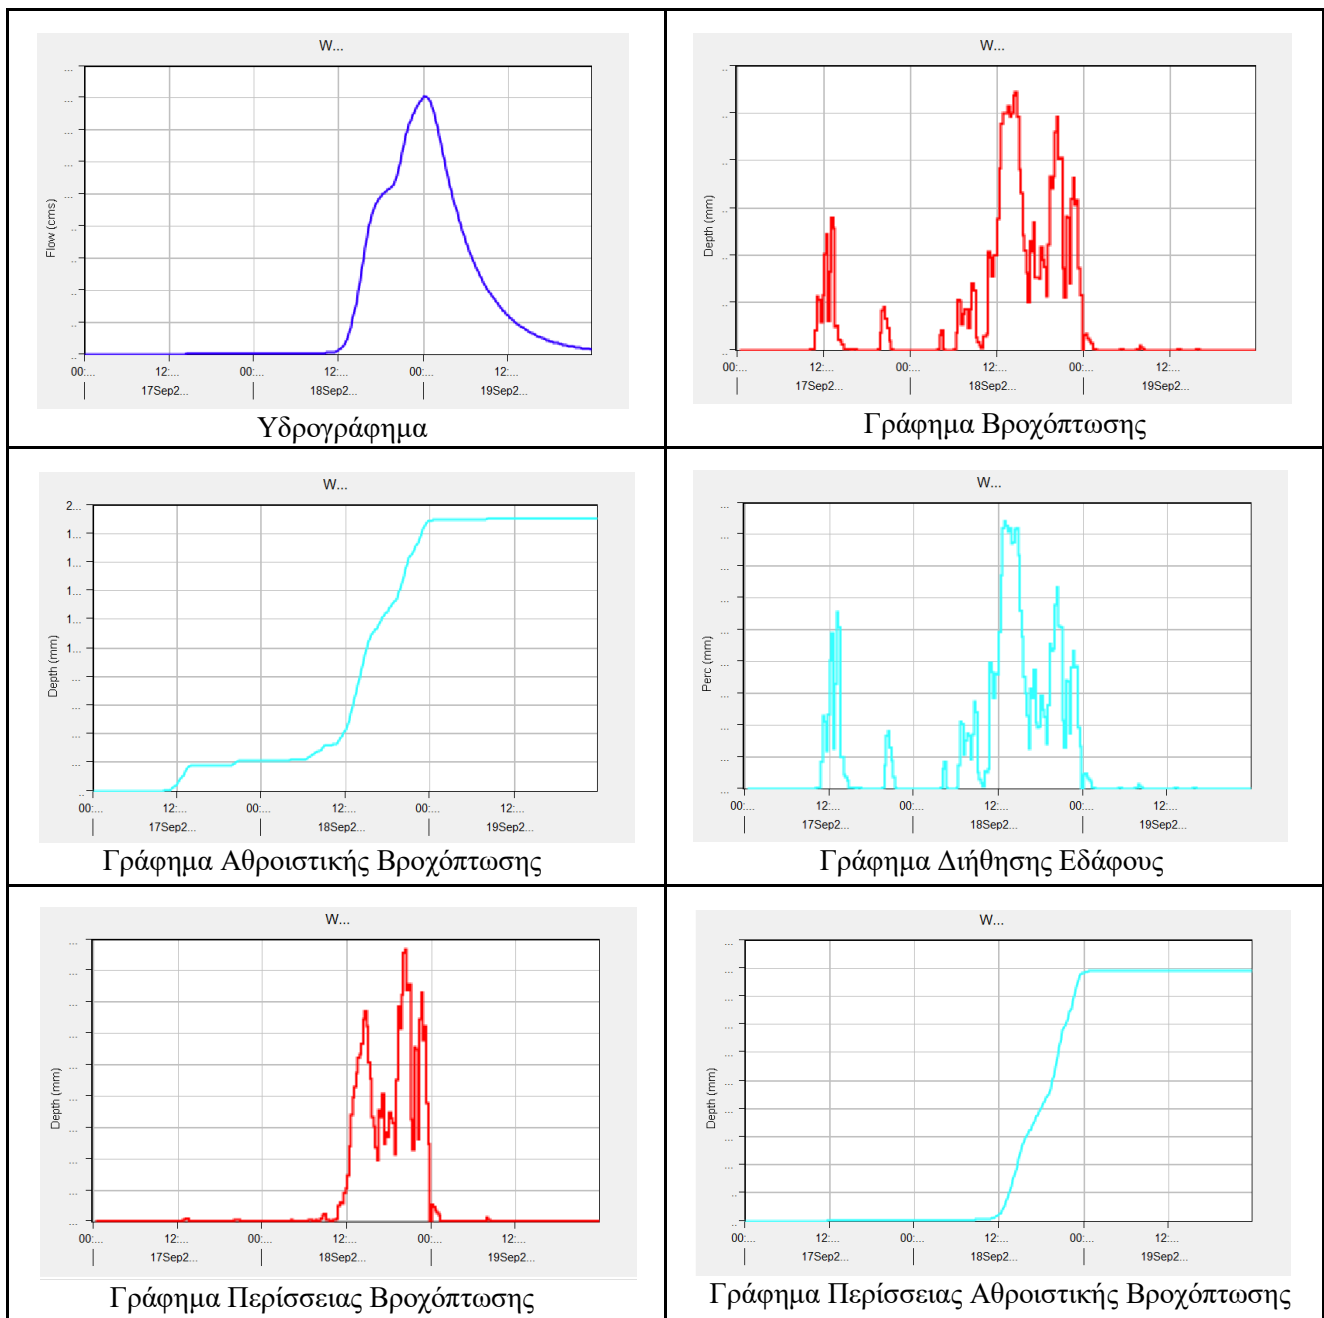 W...
Flow (cms)
00:... 12:... 00:... 12:... 00:... 12:...
17Sep2... 18Sep2... 19Sep2...
Υδρογράφημα
W...
Depth (mm)
00:... 12:... 00:... 12:... 00:... 12:...
17Sep2... 18Sep2... 19Sep2...
Γράφημα Βροχόπτωσης
W...
2...
1...
1...
1...
1...
1...
Depth (mm)
00:... 12:... 00:... 12:... 00:... 12:...
17Sep2... 18Sep2... 19Sep2...
Γράφημα Αθροιστικής Βροχόπτωσης
W...
Perc (mm)
00:... 12:... 00:... 12:... 00:... 12:...
17Sep2... 18Sep2... 19Sep2...
Γράφημα Διήθησης Εδάφους
W...
Depth (mm)
00:... 12:... 00:... 12:... 00:... 12:...
17Sep2... 18Sep2... 19Sep2...
Γράφημα Περίσσειας Βροχόπτωσης
W...
Depth (mm)
00:... 12:... 00:... 12:... 00:... 12:...
17Sep2... 18Sep2... 19Sep2...
Γράφημα Περίσσειας Αθροιστικής Βροχόπτωσης